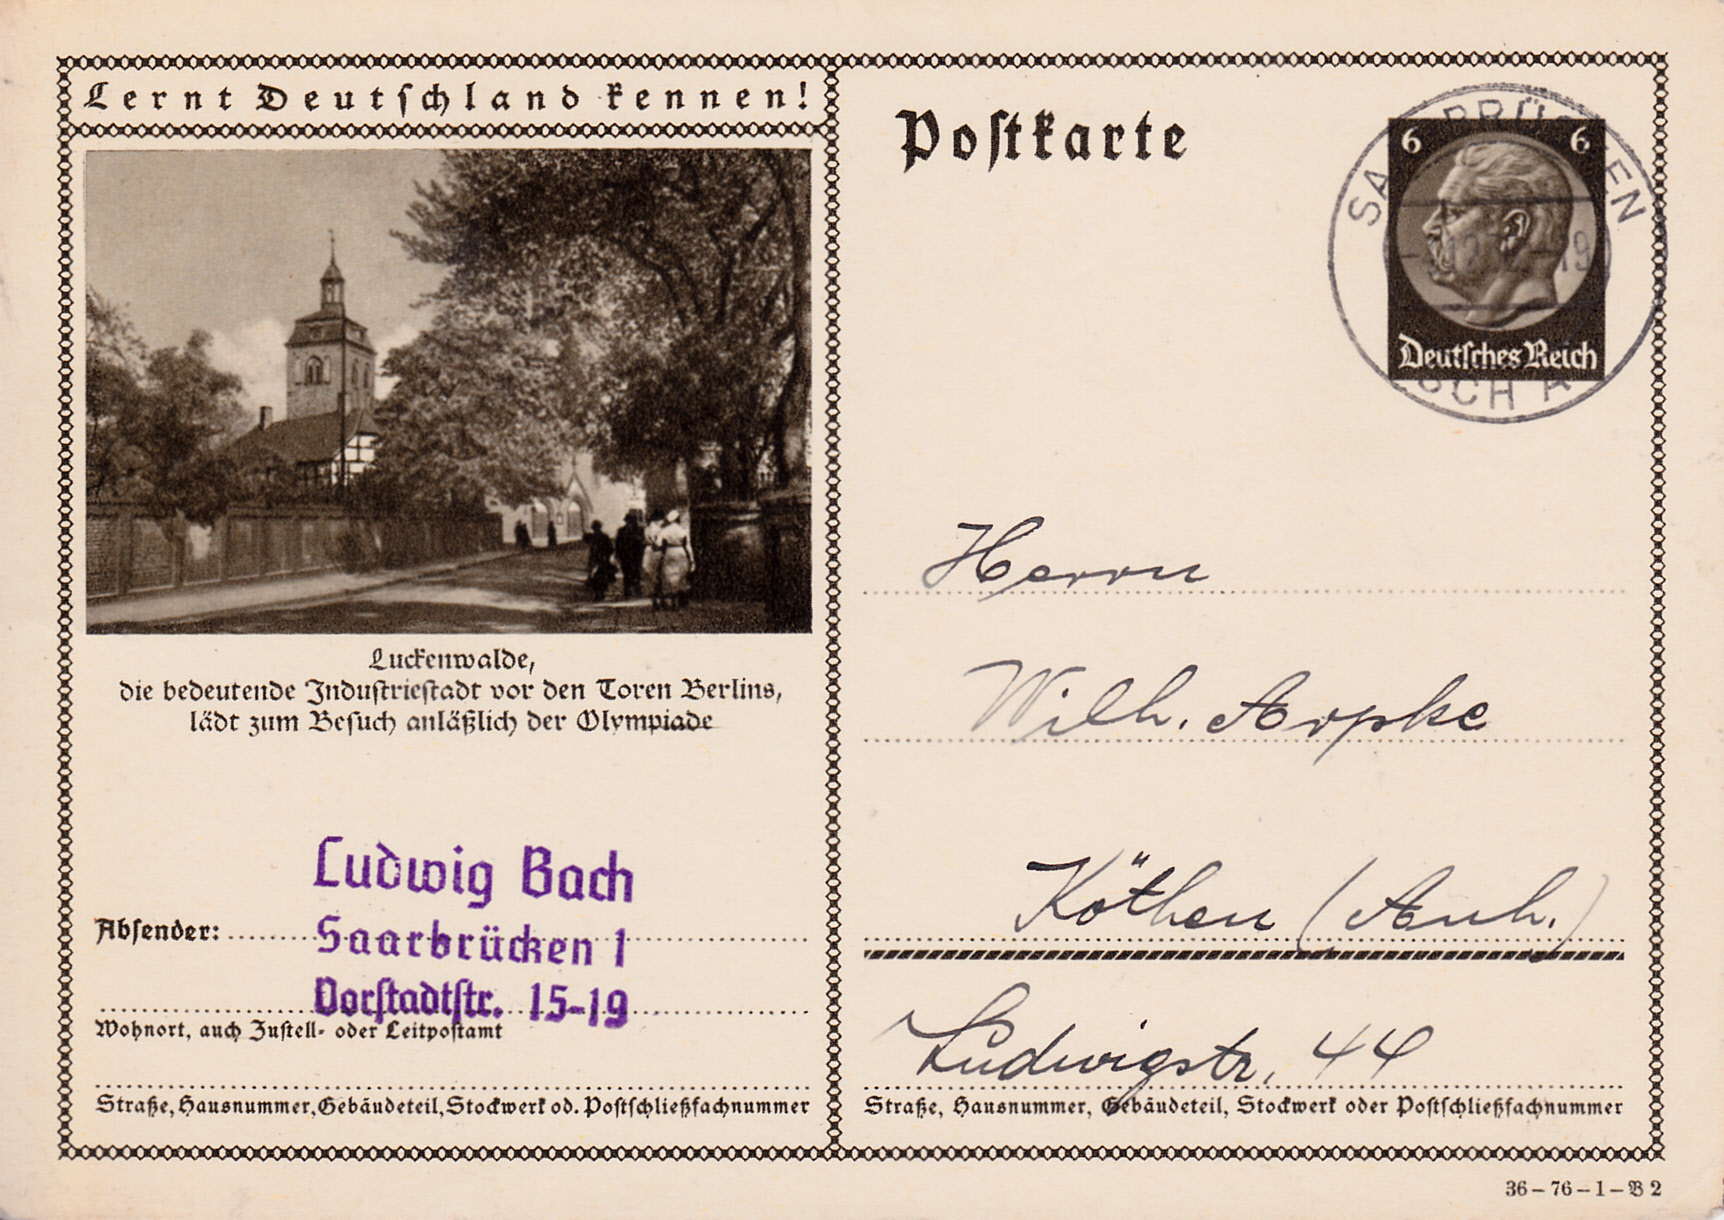 Lernt Deutschland kennen!
Luckenwalde,
die bedeutende Industriestadt vor den Toren Berlins,
lädt zum Besuch anläßlich der Olympiade
Ludwig Bach
Absender:
Saarbrücken 1
Vorstadtstr. 15-19
Wohnort, auch Zustell- oder Leitpostamt
Straße, Hausnummer, Gebäudeteil, Stockwerk od. Postschließfachnummer
Postkarte
6 6
Deutsches Reich
Herrn
Wilh. Arpke
Köthen (Anh.)
Ludwigstr, 44
Straße, Hausnummer, Gebäudeteil, Stockwerk oder Postschließfachnummer
36-76-1-B 2